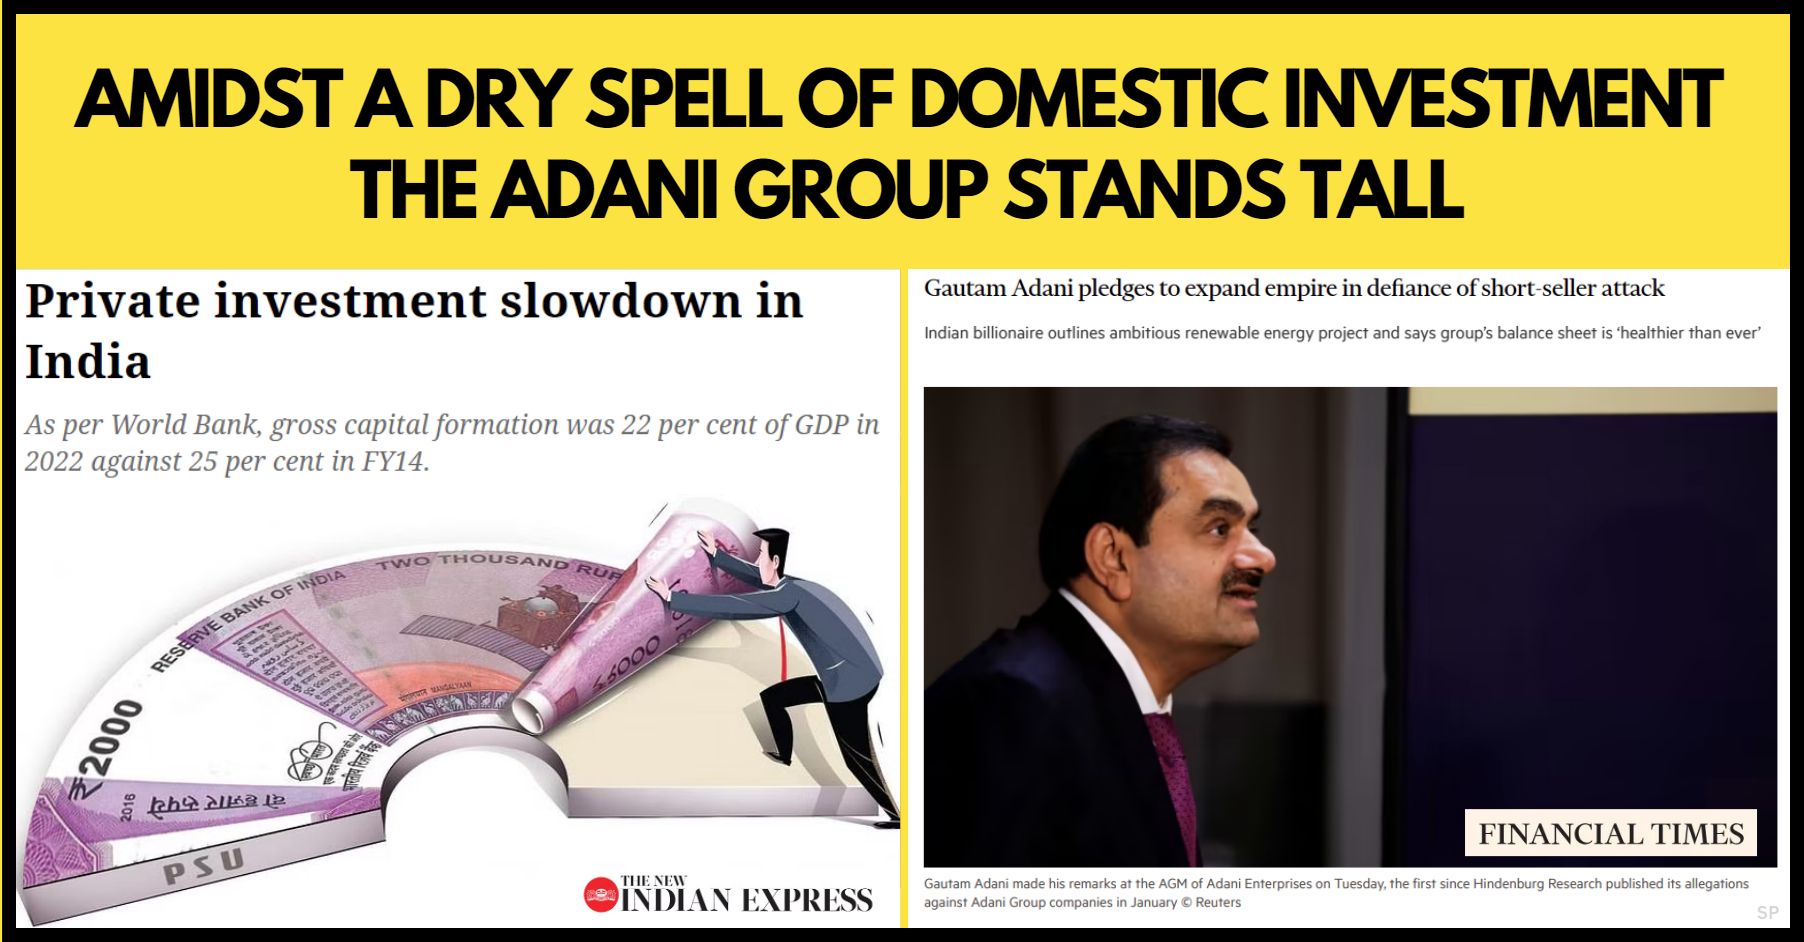 AMIDST A DRY SPELL OF DOMESTIC INVESTMENT
THE ADANI GROUP STANDS TALL
Private investment slowdown in
India
As per World Bank, gross capital formation was 22 per cent of GDP in
2022 against 25 per cent in FY14.
RESERVE BANK OF INDIA
TWO THOUSAND RUP
₹2000
2016
दो हज़ार रुपये
MANGALYAAN
PSU
THE NEW
INDIAN EXPRESS
Gautam Adani pledges to expand empire in defiance of short-seller attack
Indian billionaire outlines ambitious renewable energy project and says group's balance sheet is ‘healthier than ever’
FINANCIAL TIMES
Gautam Adani made his remarks at the AGM of Adani Enterprises on Tuesday, the first since Hindenburg Research published its allegations
against Adani Group companies in January © Reuters
SP